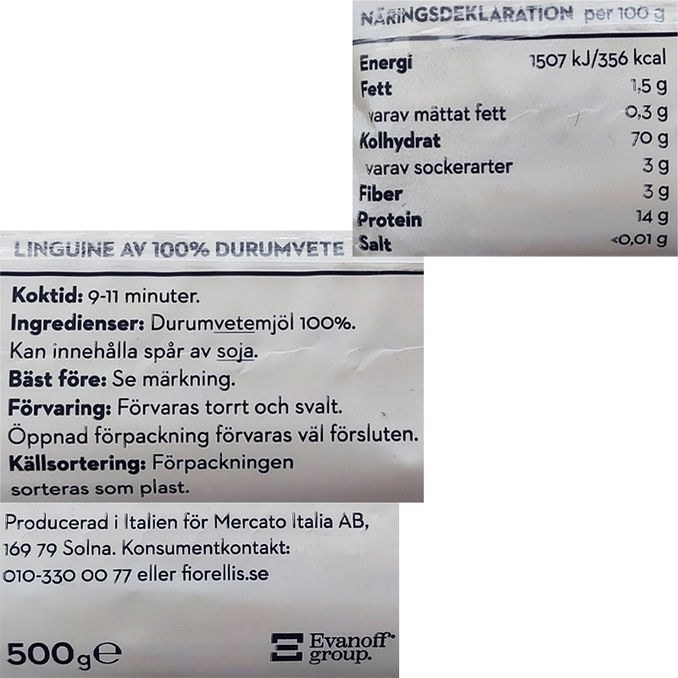 NÄRINGSDEKLARATION per 100 g
Energi 1507 kJ/356 kcal
Fett 1,5 g
varav mättat fett 0,3 g
Kolhydrat 70 g
varav sockerarter 3 g
Fiber 3 g
Protein 14 g
Salt <0,01 g
LINGUINE AV 100% DURUMVETE
Koktid: 9-11 minuter.
Ingredienser: Durumvetemjöl 100%.
Kan innehålla spår av soja.
Bäst före: Se märkning.
Förvaring: Förvaras torrt och svalt.
Öppnad förpackning förvaras väl försluten.
Källsortering: Förpackningen
sorteras som plast.
Producerad i Italien för Mercato Italia AB,
169 79 Solna. Konsumentkontakt:
010-330 00 77 eller fiorellis.se
500g℮
Evanoff®
group.